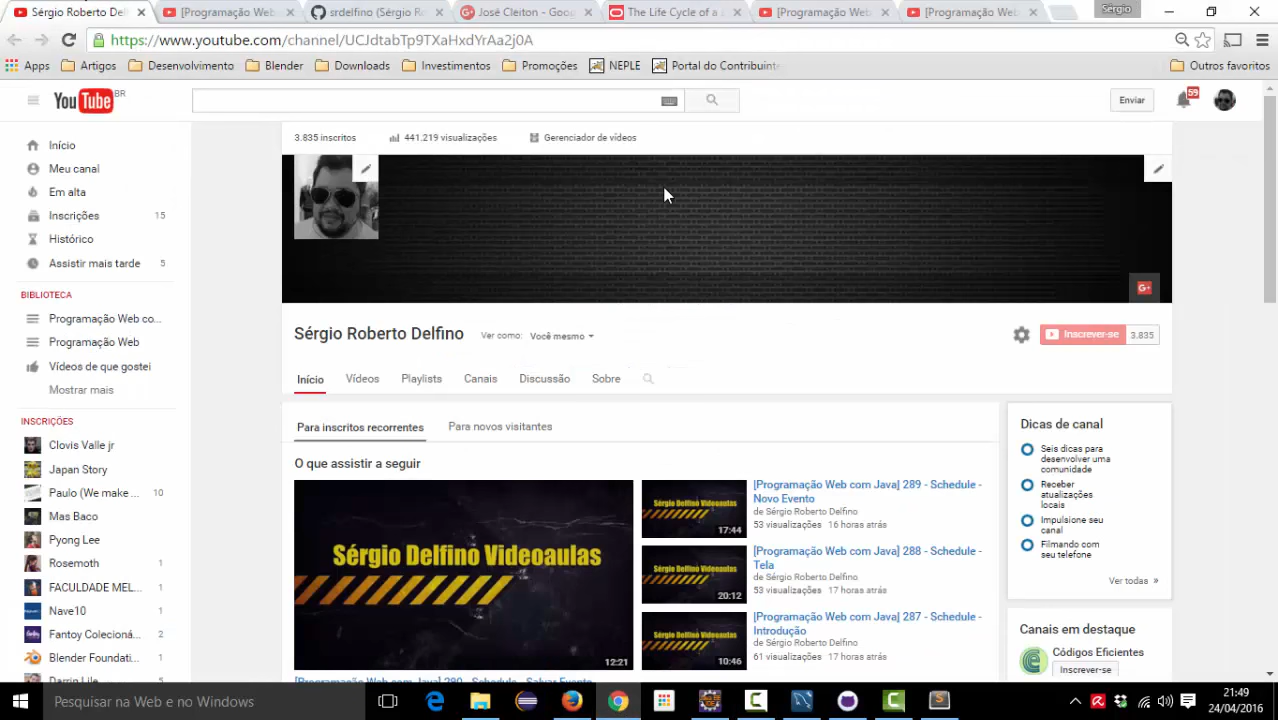 Sérgio Roberto Del
[Programação Web
srdelfino (Sérgio R
José Cleiton - Goo
The Life Cycle of a
[Programação Web
[Programação Web
Sérgio
https://www.youtube.com/channel/UCJdtabTp9TXaHxdYrAa2j0A
Apps
Artigos
Desenvolvimento
Blender
Downloads
Investimentos
Promoções
NEPLE
Portal do Contribuint
Outros favoritos
YouTube BR
Enviar
59
Início
Meu canal
Em alta
Inscrições 15
Histórico
Assistir mais tarde 5
BIBLIOTECA
Programação Web co...
Programação Web
Vídeos de que gostei
Mostrar mais
INSCRIÇÕES
Clovis Valle jr
Japan Story
Paulo (We make ... 10
Mas Baco
Pyong Lee
Rosemoth 1
FACULDADE MEL... 1
Nave10 1
Fantoy Colecioná... 2
Blender Foundati... 1
3.835 inscritos
441.219 visualizações
Gerenciador de vídeos
G+
Sérgio Roberto Delfino
Ver como: Você mesmo
Inscrever-se 3.835
Início
Vídeos
Playlists
Canais
Discussão
Sobre
Para inscritos recorrentes
Para novos visitantes
O que assistir a seguir
Sérgio Delfino Videoaulas
12:21
Sérgio Delfino Videoaulas
17:44
[Programação Web com Java] 289 - Schedule -
Novo Evento
de Sérgio Roberto Delfino
53 visualizações 16 horas atrás
Sérgio Delfino Videoaulas
20:12
[Programação Web com Java] 288 - Schedule -
Tela
de Sérgio Roberto Delfino
53 visualizações 17 horas atrás
Sérgio Delfino Videoaulas
10:46
[Programação Web com Java] 287 - Schedule -
Introdução
de Sérgio Roberto Delfino
61 visualizações 17 horas atrás
Dicas de canal
Seis dicas para
desenvolver uma
comunidade
Receber
atualizações
locais
Impulsione seu
canal
Filmando com
seu telefone
Ver todas »
Canais em destaque
Códigos Eficientes
Inscrever-se
Pesquisar na Web e no Windows
21:49
24/04/2016